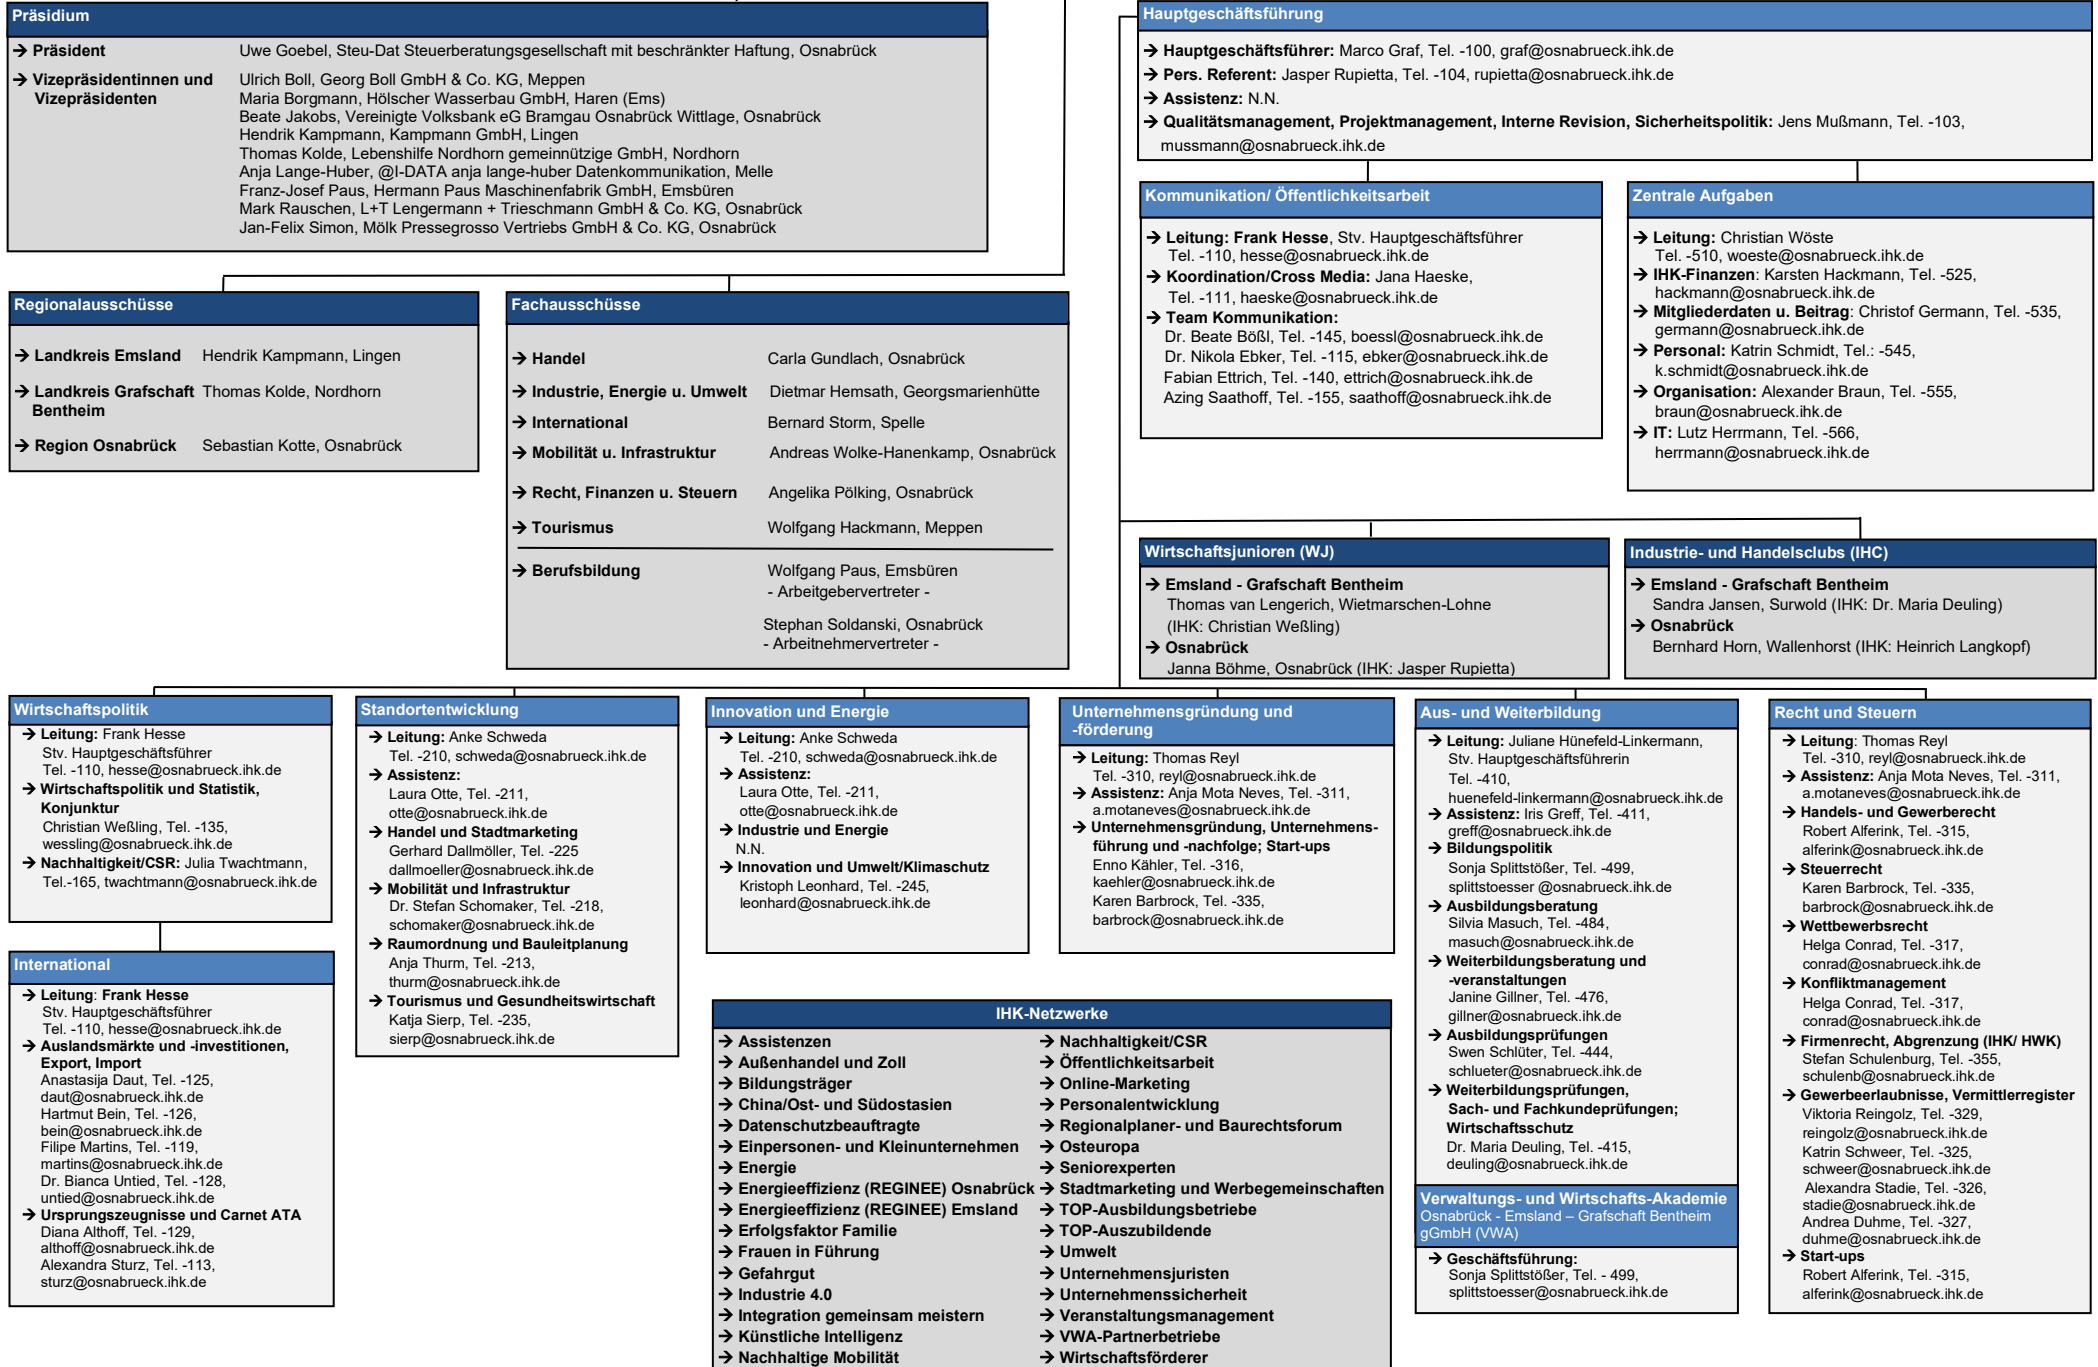 Präsidium
→ Präsident Uwe Goebel, Steu-Dat Steuerberatungsgesellschaft mit beschränkter Haftung, Osnabrück
→ Vizepräsidentinnen und Ulrich Boll, Georg Boll GmbH & Co. KG, Meppen
Vizepräsidenten Maria Borgmann, Hölscher Wasserbau GmbH, Haren (Ems)
Beate Jakobs, Vereinigte Volksbank eG Bramgau Osnabrück Wittlage, Osnabrück
Hendrik Kampmann, Kampmann GmbH, Lingen
Thomas Kolde, Lebenshilfe Nordhorn gemeinnützige GmbH, Nordhorn
Anja Lange-Huber, @I-DATA anja lange-huber Datenkommunikation, Melle
Franz-Josef Paus, Hermann Paus Maschinenfabrik GmbH, Emsbüren
Mark Rauschen, L+T Lengermann + Trieschmann GmbH & Co. KG, Osnabrück
Jan-Felix Simon, Mölk Pressegrosso Vertriebs GmbH & Co. KG, Osnabrück
Hauptgeschäftsführung
→ Hauptgeschäftsführer: Marco Graf, Tel. -100, graf@osnabrueck.ihk.de
→ Pers. Referent: Jasper Rupietta, Tel. -104, rupietta@osnabrueck.ihk.de
→ Assistenz: N.N.
→ Qualitätsmanagement, Projektmanagement, Interne Revision, Sicherheitspolitik: Jens Mußmann, Tel. -103,
mussmann@osnabrueck.ihk.de
Kommunikation/ Öffentlichkeitsarbeit
→ Leitung: Frank Hesse, Stv. Hauptgeschäftsführer
Tel. -110, hesse@osnabrueck.ihk.de
→ Koordination/Cross Media: Jana Haeske,
Tel. -111, haeske@osnabrueck.ihk.de
→ Team Kommunikation:
Dr. Beate Bößl, Tel. -145, boessl@osnabrueck.ihk.de
Dr. Nikola Ebker, Tel. -115, ebker@osnabrueck.ihk.de
Fabian Ettrich, Tel. -140, ettrich@osnabrueck.ihk.de
Azing Saathoff, Tel. -155, saathoff@osnabrueck.ihk.de
Zentrale Aufgaben
→ Leitung: Christian Wöste
Tel. -510, woeste@osnabrueck.ihk.de
→ IHK-Finanzen: Karsten Hackmann, Tel. -525,
hackmann@osnabrueck.ihk.de
→ Mitgliederdaten u. Beitrag: Christof Germann, Tel. -535,
germann@osnabrueck.ihk.de
→ Personal: Katrin Schmidt, Tel.: -545,
k.schmidt@osnabrueck.ihk.de
→ Organisation: Alexander Braun, Tel. -555,
braun@osnabrueck.ihk.de
→ IT: Lutz Herrmann, Tel. -566,
herrmann@osnabrueck.ihk.de
Regionalausschüsse
→ Landkreis Emsland Hendrik Kampmann, Lingen
→ Landkreis Grafschaft Thomas Kolde, Nordhorn
Bentheim
→ Region Osnabrück Sebastian Kotte, Osnabrück
Fachausschüsse
→ Handel Carla Gundlach, Osnabrück
→ Industrie, Energie u. Umwelt Dietmar Hemsath, Georgsmarienhütte
→ International Bernard Storm, Spelle
→ Mobilität u. Infrastruktur Andreas Wolke-Hanenkamp, Osnabrück
→ Recht, Finanzen u. Steuern Angelika Pölking, Osnabrück
→ Tourismus Wolfgang Hackmann, Meppen
→ Berufsbildung Wolfgang Paus, Emsbüren
- Arbeitgebervertreter -
Stephan Soldanski, Osnabrück
- Arbeitnehmervertreter -
Wirtschaftsjunioren (WJ)
→ Emsland - Grafschaft Bentheim
Thomas van Lengerich, Wietmarschen-Lohne
(IHK: Christian Weßling)
→ Osnabrück
Janna Böhme, Osnabrück (IHK: Jasper Rupietta)
Industrie- und Handelsclubs (IHC)
→ Emsland - Grafschaft Bentheim
Sandra Jansen, Surwold (IHK: Dr. Maria Deuling)
→ Osnabrück
Bernhard Horn, Wallenhorst (IHK: Heinrich Langkopf)
Wirtschaftspolitik
→ Leitung: Frank Hesse
Stv. Hauptgeschäftsführer
Tel. -110, hesse@osnabrueck.ihk.de
→ Wirtschaftspolitik und Statistik,
Konjunktur
Christian Weßling, Tel. -135,
wessling@osnabrueck.ihk.de
→ Nachhaltigkeit/CSR: Julia Twachtmann,
Tel.-165, twachtmann@osnabrueck.ihk.de
International
→ Leitung: Frank Hesse
Stv. Hauptgeschäftsführer
Tel. -110, hesse@osnabrueck.ihk.de
→ Auslandsmärkte und -investitionen,
Export, Import
Anastasija Daut, Tel. -125,
daut@osnabrueck.ihk.de
Hartmut Bein, Tel. -126,
bein@osnabrueck.ihk.de
Filipe Martins, Tel. -119,
martins@osnabrueck.ihk.de
Dr. Bianca Untied, Tel. -128,
untied@osnabrueck.ihk.de
→ Ursprungszeugnisse und Carnet ATA
Diana Althoff, Tel. -129,
althoff@osnabrueck.ihk.de
Alexandra Sturz, Tel. -113,
sturz@osnabrueck.ihk.de
Standortentwicklung
→ Leitung: Anke Schweda
Tel. -210, schweda@osnabrueck.ihk.de
→ Assistenz:
Laura Otte, Tel. -211,
otte@osnabrueck.ihk.de
→ Handel und Stadtmarketing
Gerhard Dallmöller, Tel. -225
dallmoeller@osnabrueck.ihk.de
→ Mobilität und Infrastruktur
Dr. Stefan Schomaker, Tel. -218,
schomaker@osnabrueck.ihk.de
→ Raumordnung und Bauleitplanung
Anja Thurm, Tel. -213,
thurm@osnabrueck.ihk.de
→ Tourismus und Gesundheitswirtschaft
Katja Sierp, Tel. -235,
sierp@osnabrueck.ihk.de
Innovation und Energie
→ Leitung: Anke Schweda
Tel. -210, schweda@osnabrueck.ihk.de
→ Assistenz:
Laura Otte, Tel. -211,
otte@osnabrueck.ihk.de
→ Industrie und Energie
N.N.
→ Innovation und Umwelt/Klimaschutz
Kristoph Leonhard, Tel. -245,
leonhard@osnabrueck.ihk.de
Unternehmensgründung und
-förderung
→ Leitung: Thomas Reyl
Tel. -310, reyl@osnabrueck.ihk.de
→ Assistenz: Anja Mota Neves, Tel. -311,
a.motaneves@osnabrueck.ihk.de
→ Unternehmensgründung, Unternehmens-
führung und -nachfolge; Start-ups
Enno Kähler, Tel. -316,
kaehler@osnabrueck.ihk.de
Karen Barbrock, Tel. -335,
barbrock@osnabrueck.ihk.de
Aus- und Weiterbildung
→ Leitung: Juliane Hünefeld-Linkermann,
Stv. Hauptgeschäftsführerin
Tel. -410,
huenefeld-linkermann@osnabrueck.ihk.de
→ Assistenz: Iris Greff, Tel. -411,
greff@osnabrueck.ihk.de
→ Bildungspolitik
Sonja Splittstößer, Tel. -499,
splittstoesser @osnabrueck.ihk.de
→ Ausbildungsberatung
Silvia Masuch, Tel. -484,
masuch@osnabrueck.ihk.de
→ Weiterbildungsberatung und
-veranstaltungen
Janine Gillner, Tel. -476,
gillner@osnabrueck.ihk.de
→ Ausbildungsprüfungen
Swen Schlüter, Tel. -444,
schlueter@osnabrueck.ihk.de
→ Weiterbildungsprüfungen,
Sach- und Fachkundeprüfungen;
Wirtschaftsschutz
Dr. Maria Deuling, Tel. -415,
deuling@osnabrueck.ihk.de
Verwaltungs- und Wirtschafts-Akademie
Osnabrück - Emsland – Grafschaft Bentheim
gGmbH (VWA)
→ Geschäftsführung:
Sonja Splittstößer, Tel. - 499,
splittstoesser@osnabrueck.ihk.de
Recht und Steuern
→ Leitung: Thomas Reyl
Tel. -310, reyl@osnabrueck.ihk.de
→ Assistenz: Anja Mota Neves, Tel. -311,
a.motaneves@osnabrueck.ihk.de
→ Handels- und Gewerberecht
Robert Alferink, Tel. -315,
alferink@osnabrueck.ihk.de
→ Steuerrecht
Karen Barbrock, Tel. -335,
barbrock@osnabrueck.ihk.de
→ Wettbewerbsrecht
Helga Conrad, Tel. -317,
conrad@osnabrueck.ihk.de
→ Konfliktmanagement
Helga Conrad, Tel. -317,
conrad@osnabrueck.ihk.de
→ Firmenrecht, Abgrenzung (IHK/ HWK)
Stefan Schulenburg, Tel. -355,
schulenb@osnabrueck.ihk.de
→ Gewerbeerlaubnisse, Vermittlerregister
Viktoria Reingolz, Tel. -329,
reingolz@osnabrueck.ihk.de
Katrin Schweer, Tel. -325,
schweer@osnabrueck.ihk.de
Alexandra Stadie, Tel. -326,
stadie@osnabrueck.ihk.de
Andrea Duhme, Tel. -327,
duhme@osnabrueck.ihk.de
→ Start-ups
Robert Alferink, Tel. -315,
alferink@osnabrueck.ihk.de
IHK-Netzwerke
→ Assistenzen
→ Außenhandel und Zoll
→ Bildungsträger
→ China/Ost- und Südostasien
→ Datenschutzbeauftragte
→ Einpersonen- und Kleinunternehmen
→ Energie
→ Energieeffizienz (REGINEE) Osnabrück
→ Energieeffizienz (REGINEE) Emsland
→ Erfolgsfaktor Familie
→ Frauen in Führung
→ Gefahrgut
→ Industrie 4.0
→ Integration gemeinsam meistern
→ Künstliche Intelligenz
→ Nachhaltige Mobilität
→ Nachhaltigkeit/CSR
→ Öffentlichkeitsarbeit
→ Online-Marketing
→ Personalentwicklung
→ Regionalplaner- und Baurechtsforum
→ Osteuropa
→ Seniorexperten
→ Stadtmarketing und Werbegemeinschaften
→ TOP-Ausbildungsbetriebe
→ TOP-Auszubildende
→ Umwelt
→ Unternehmensjuristen
→ Unternehmenssicherheit
→ Veranstaltungsmanagement
→ VWA-Partnerbetriebe
→ Wirtschaftsförderer